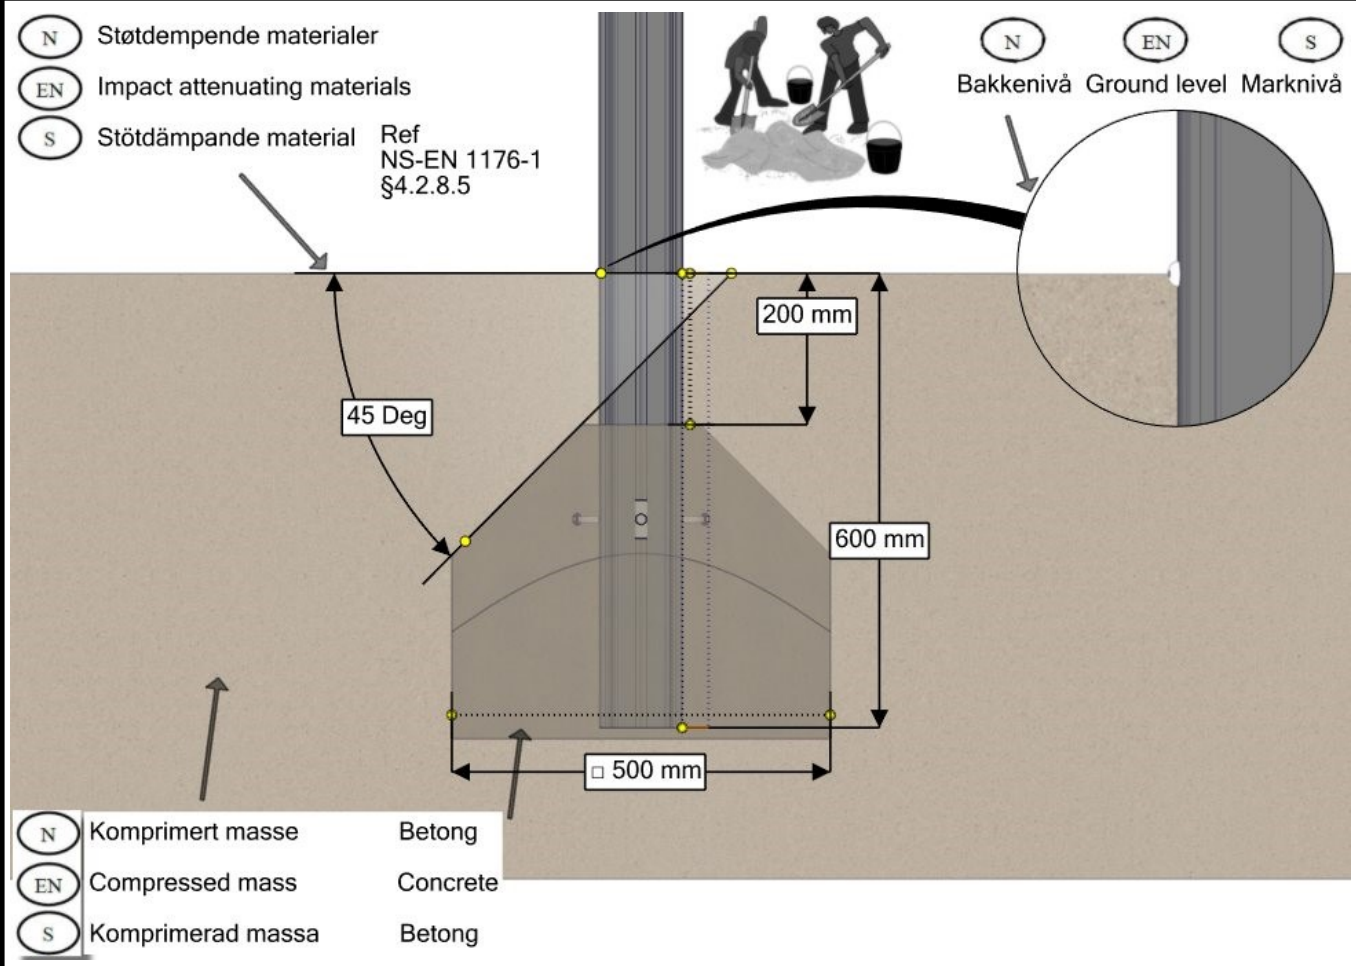 N Støtdempende materialer
EN Impact attenuating materials
S Stötdämpande material
Ref
NS-EN 1176-1
§4.2.8.5
N EN S
Bakkenivå Ground level Marknivå
200 mm
45 Deg
600 mm
□ 500 mm
N Komprimert masse Betong
EN Compressed mass Concrete
S Komprimerad massa Betong